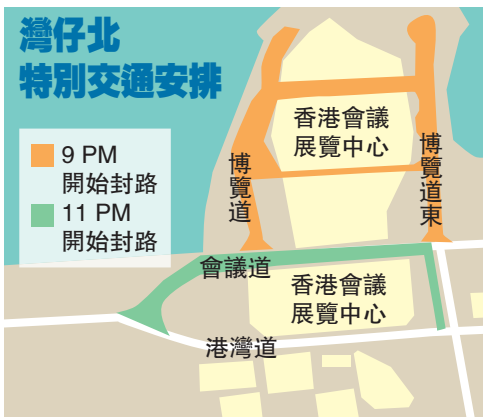 灣仔北
特別交通安排
9 PM
開始封路
11 PM
開始封路
香港會議
展覽中心
博覽道
博覽道東
會議道
香港會議
展覽中心
港灣道